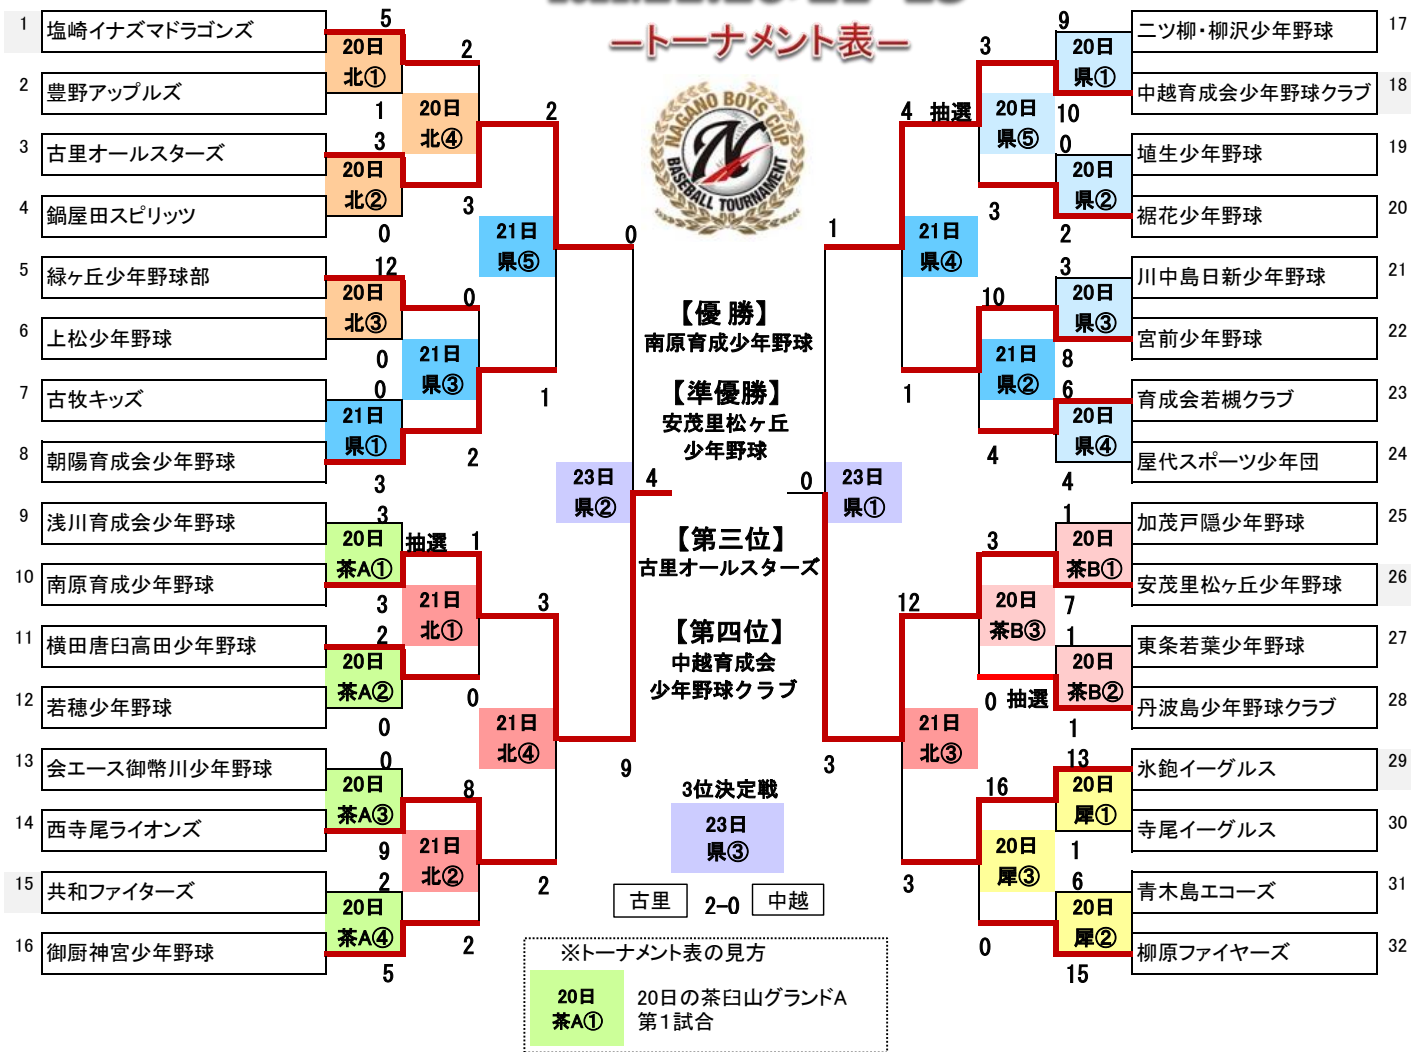 ートーナメント表ー
NAGANO BOYS CUP
N
BASEBALL TOURNAMENT
1 塩崎イナズマドラゴンズ
2 豊野アップルズ
3 古里オールスターズ
4 鍋屋田スピリッツ
5 緑ヶ丘少年野球部
6 上松少年野球
7 古牧キッズ
8 朝陽育成会少年野球
9 浅川育成会少年野球
10 南原育成少年野球
11 横田唐臼高田少年野球
12 若穂少年野球
13 会エース御幣川少年野球
14 西寺尾ライオンズ
15 共和ファイターズ
16 御厨神宮少年野球
5
20日
北①
1
3
20日
北②
0
12
20日
北③
0
0
21日
県①
3
3
20日
茶A①
3
2
20日
茶A②
0
0
20日
茶A③
9
2
20日
茶A④
5
2
20日
北④
3
0
21日
県③
2
抽選 1
21日
北①
0
8
21日
北②
2
2
21日
県⑤
1
3
21日
北④
2
0
23日
県②
9
4
【優 勝】
南原育成少年野球
【準優勝】
安茂里松ヶ丘
少年野球
【第三位】
古里オールスターズ
【第四位】
中越育成会
少年野球クラブ
3位決定戦
23日
県③
古里 2-0 中越
※トーナメント表の見方
20日
茶A①
20日の茶臼山グランドA
第1試合
0
1
23日
県①
3
4
21日
県④
1
12
21日
北③
3
3
抽選
20日
県⑤
3
10
21日
県②
4
3
20日
茶B③
0 抽選
16
20日
犀③
0
9
20日
県①
10
0
20日
県②
2
3
20日
県③
8
6
20日
県④
4
1
20日
茶B①
7
1
20日
茶B②
1
13
20日
犀①
1
6
20日
犀②
15
二ツ柳・柳沢少年野球 17
中越育成会少年野球クラブ 18
埴生少年野球 19
裾花少年野球 20
川中島日新少年野球 21
宮前少年野球 22
育成会若槻クラブ 23
屋代スポーツ少年団 24
加茂戸隠少年野球 25
安茂里松ヶ丘少年野球 26
東条若葉少年野球 27
丹波島少年野球クラブ 28
氷鉋イーグルス 29
寺尾イーグルス 30
青木島エコーズ 31
柳原ファイヤーズ 32